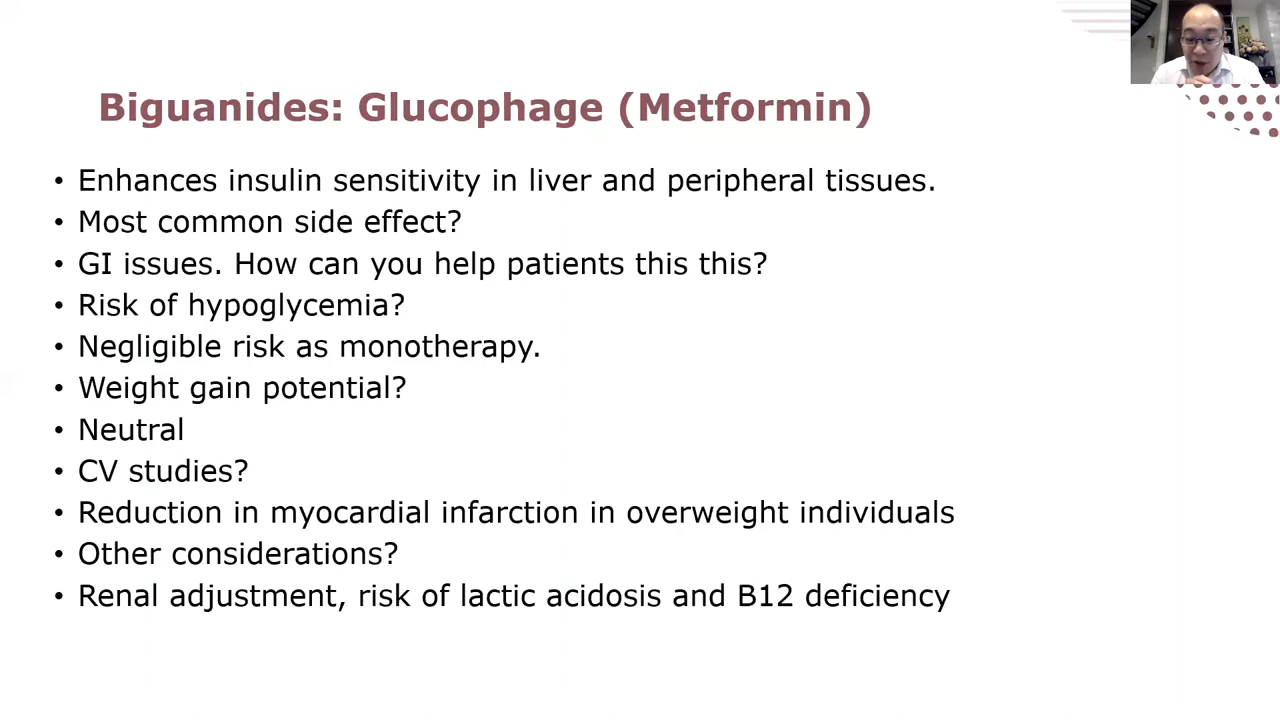 Biguanides: Glucophage (Metformin)
• Enhances insulin sensitivity in liver and peripheral tissues.
• Most common side effect?
• GI issues. How can you help patients this this?
• Risk of hypoglycemia?
• Negligible risk as monotherapy.
• Weight gain potential?
• Neutral
• CV studies?
• Reduction in myocardial infarction in overweight individuals
• Other considerations?
• Renal adjustment, risk of lactic acidosis and B12 deficiency